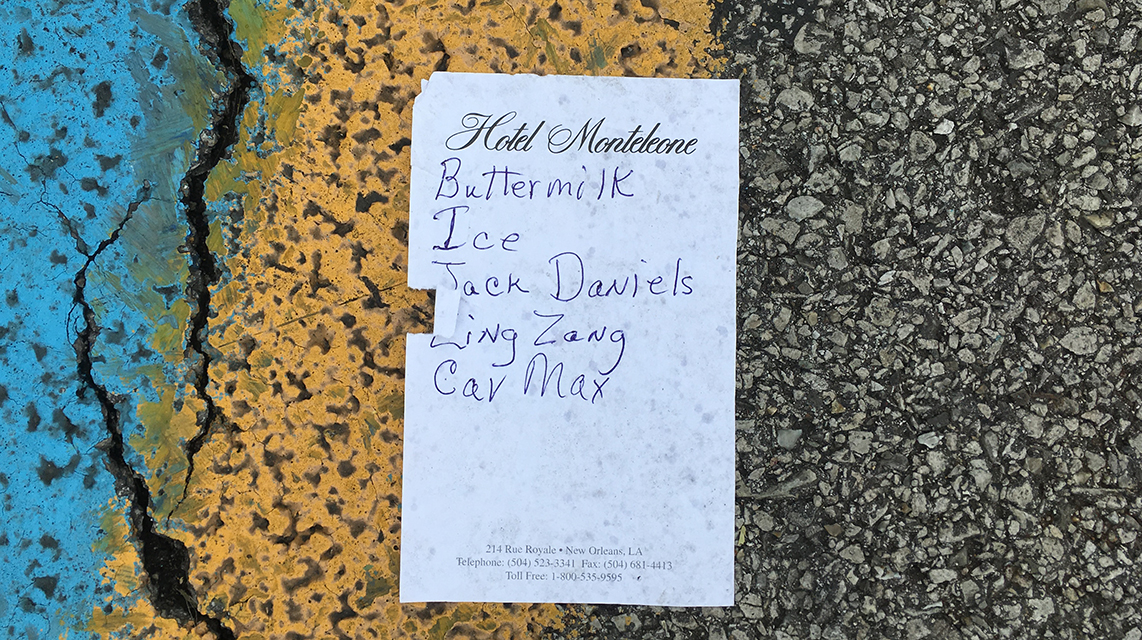 Hotel Monteleone
Buttermilk
Ice
Jack Daniels
Zing Zang
Car Max
214 Rue Royale • New Orleans, LA
Telephone: (504) 523-3341 Fax: (504) 681-4413
Toll Free: 1-800-535-9595